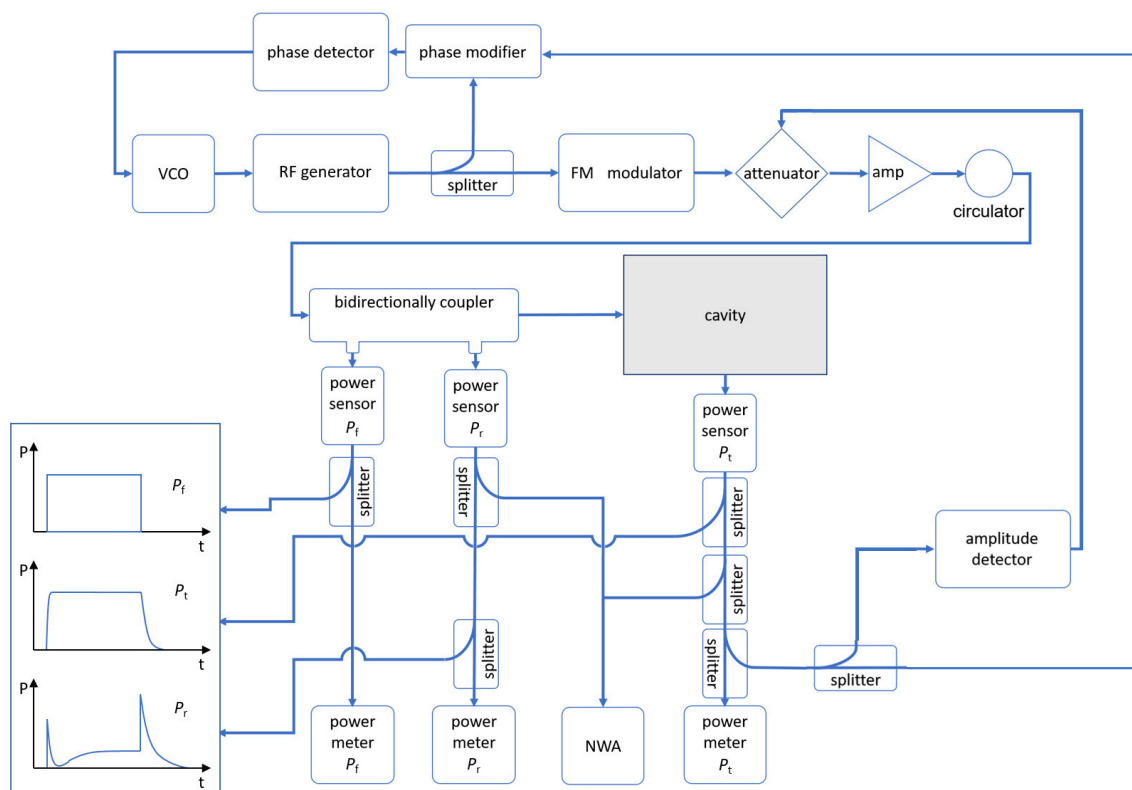 phase detector
phase modifier
VCO
RF generator
splitter
FM modulator
attenuator
amp
circulator
bidirectionally coupler
cavity
power
sensor
Pf
power
sensor
Pr
power
sensor
Pt
splitter
splitter
splitter
splitter
splitter
splitter
splitter
amplitude
detector
P
Pf
t
P
Pt
t
P
Pr
t
power
meter
Pf
power
meter
Pr
NWA
power
meter
Pt